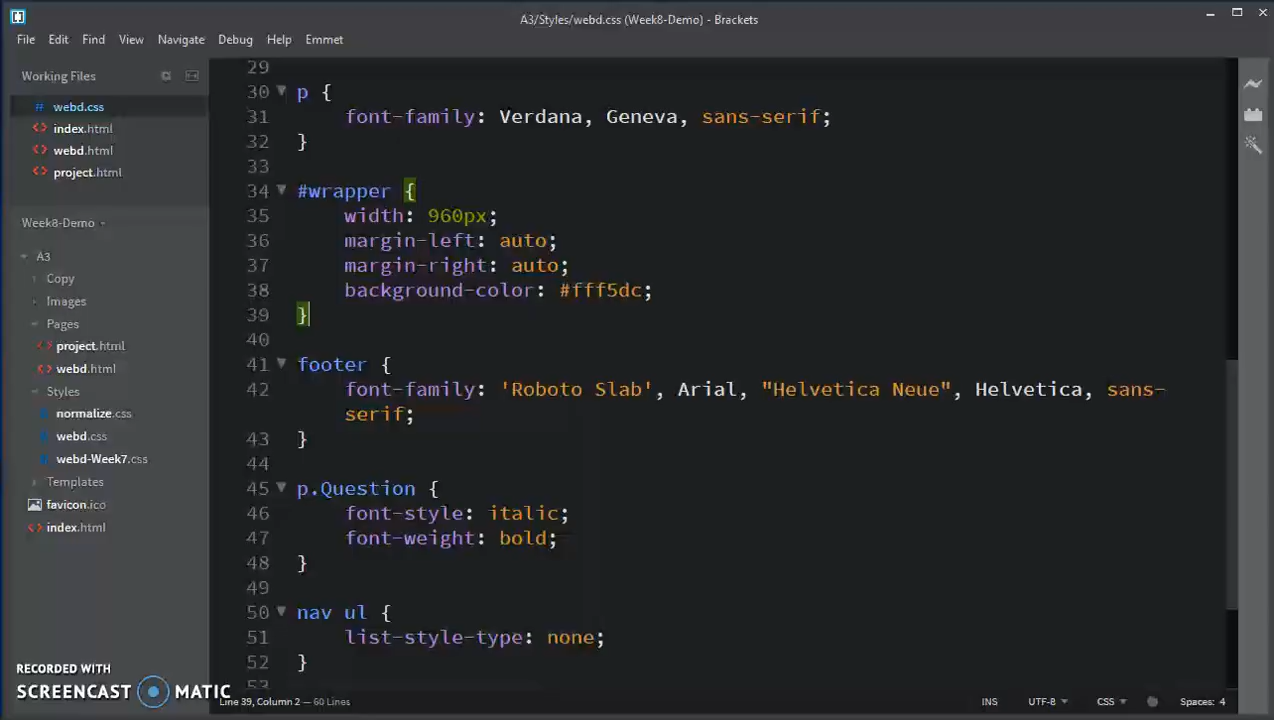 A3/Styles/webd.css (Week8-Demo) - Brackets
File Edit Find View Navigate Debug Help Emmet
Working Files
webd.css
index.html
webd.html
project.html
Week8-Demo
A3
Copy
Images
Pages
project.html
webd.html
Styles
normalize.css
webd.css
webd-Week7.css
Templates
favicon.ico
index.html
29
30 p {
31 font-family: Verdana, Geneva, sans-serif;
32 }
33
34 #wrapper {
35 width: 960px;
36 margin-left: auto;
37 margin-right: auto;
38 background-color: #fff5dc;
39 }
40
41 footer {
42 font-family: 'Roboto Slab', Arial, "Helvetica Neue", Helvetica, sans-
serif;
43 }
44
45 p.Question {
46 font-style: italic;
47 font-weight: bold;
48 }
49
50 nav ul {
51 list-style-type: none;
52 }
53
RECORDED WITH
SCREENCAST MATIC
Line 39, Column 2 — 60 Lines
INS UTF-8 CSS Spaces: 4